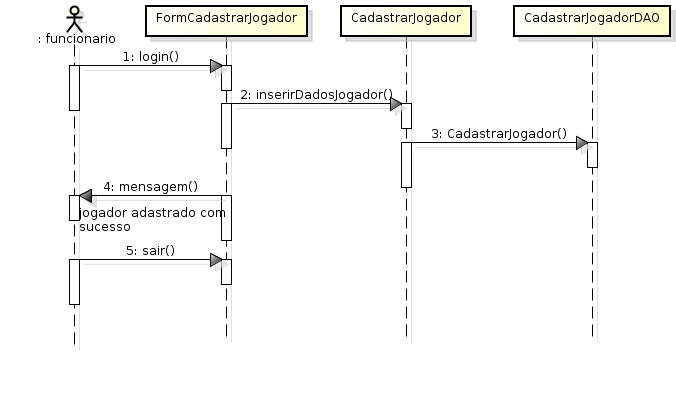 FormCadastrarJogador
CadastrarJogador
CadastrarJogadorDAO
: funcionario
1: login()
2: inserirDadosJogador()
3: CadastrarJogador()
4: mensagem()
jogador adastrado com
sucesso
5: sair()